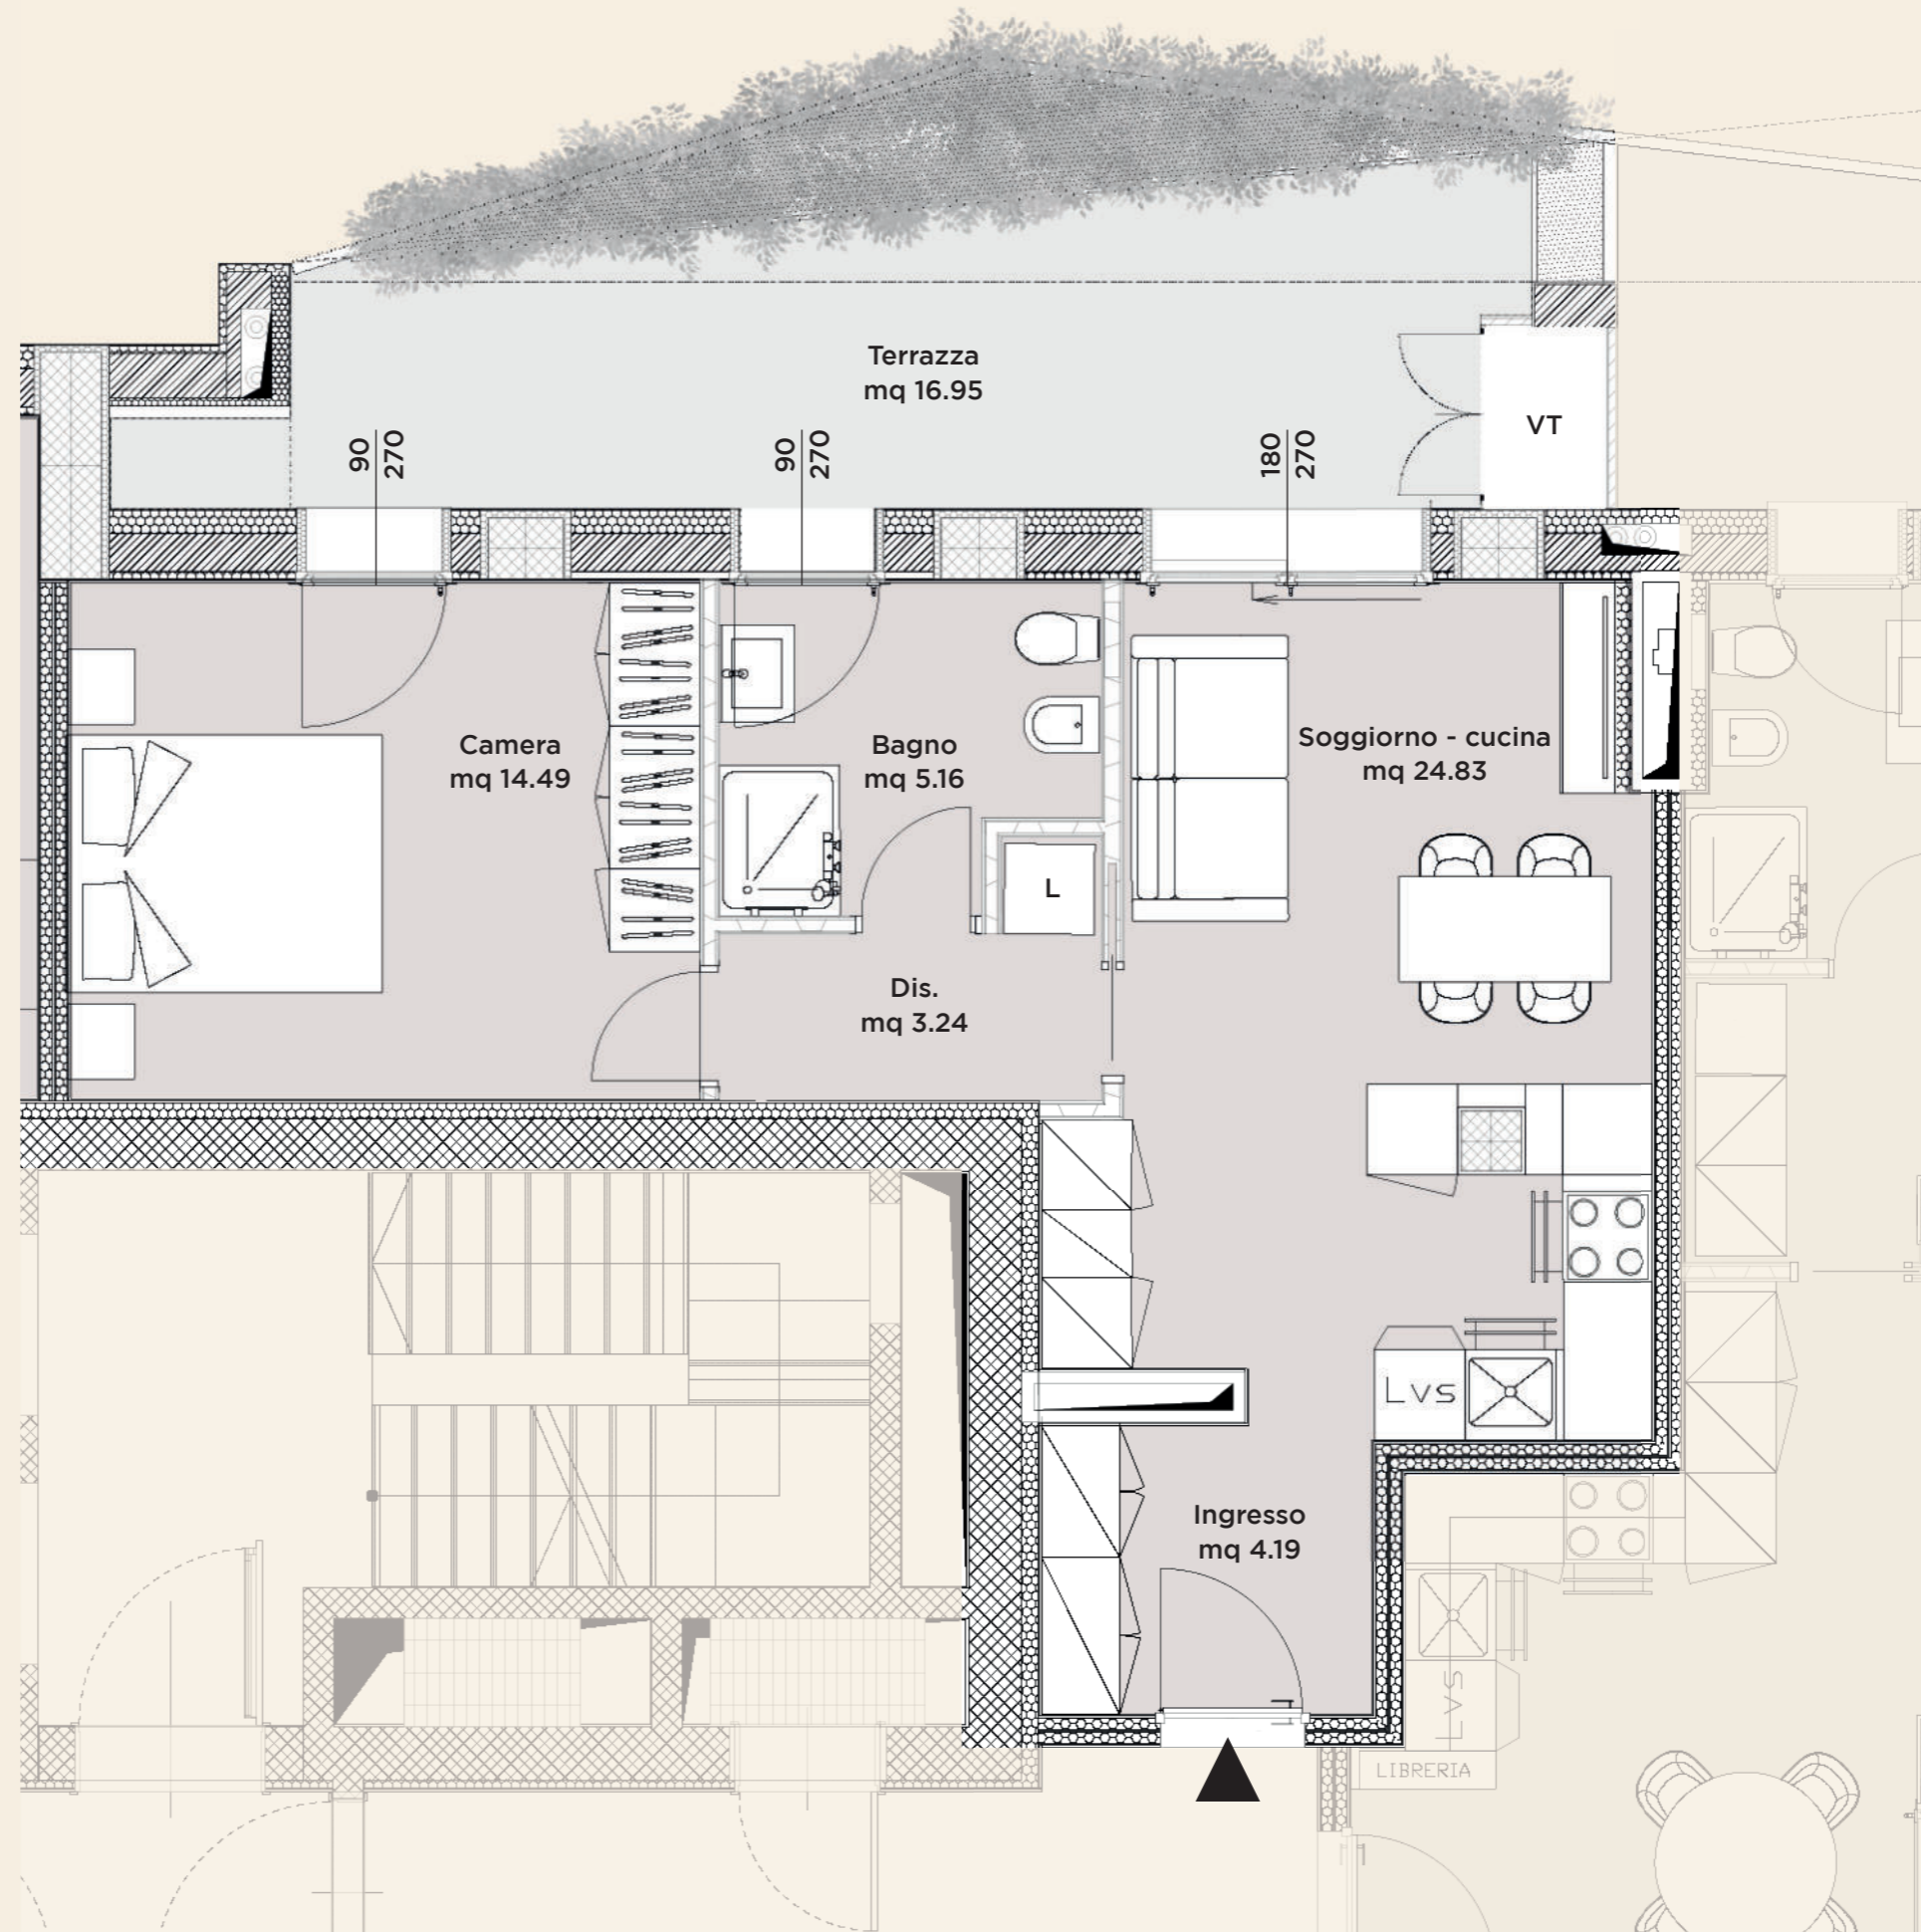 Terrazza
mq 16.95
VT
90
270
90
270
180
270
Camera
mq 14.49
Bagno
mq 5.16
Soggiorno - cucina
mq 24.83
L
Dis.
mq 3.24
Lvs
Ingresso
mq 4.19
Lvs
LIBRERIA